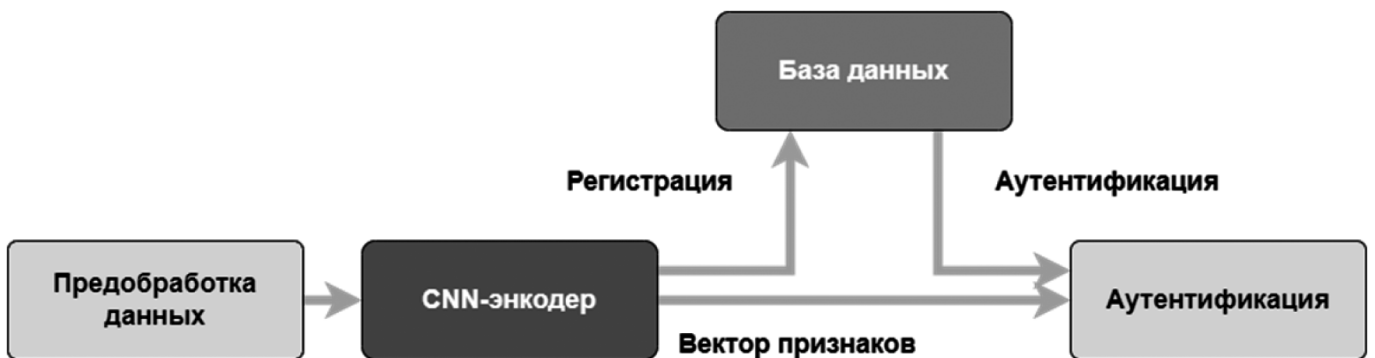 База данных
Регистрация
Аутентификация
Предобработка
данных
CNN-энкодер
Аутентификация
Вектор признаков